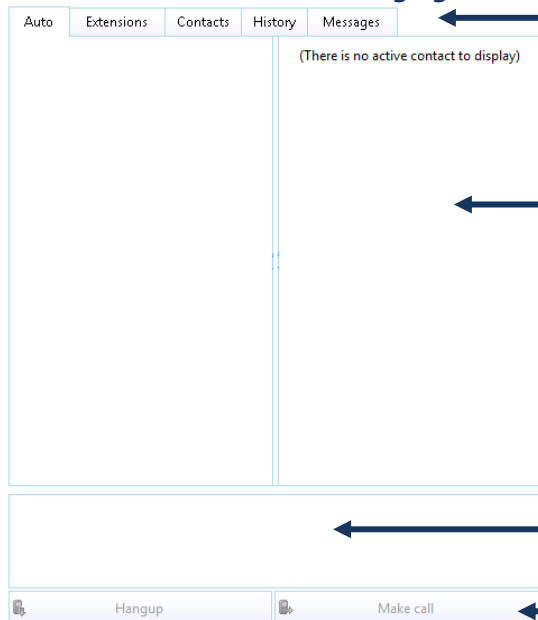 Auto Extensions Contacts History Messages
(There is no active contact to display)
Hangup Make call